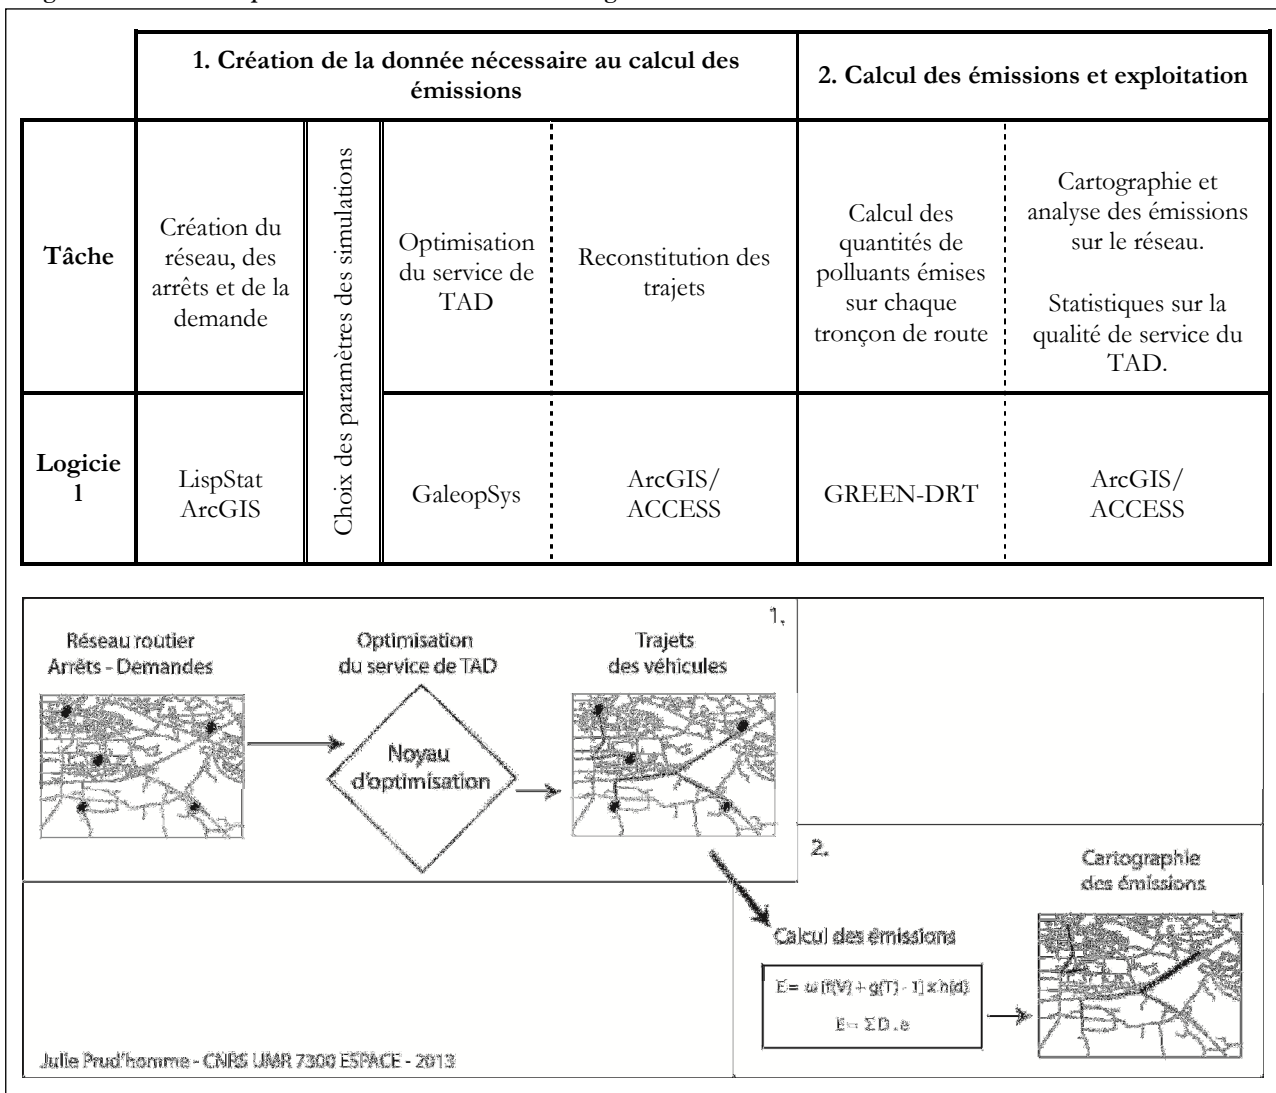 1. Création de la donnée nécessaire au calcul des
émissions
2. Calcul des émissions et exploitation
Tâche
Création du
réseau, des
arrêts et de la
demande
Choix des paramètres des simulations
Optimisation
du service de
TAD
Reconstitution des
trajets
Calcul des
quantités de
polluants émises
sur chaque
tronçon de route
Cartographie et
analyse des émissions
sur le réseau.
Statistiques sur la
qualité de service du
TAD.
Logicie
l
LispStat
ArcGIS
GaleopSys
ArcGIS/
ACCESS
GREEN-DRT
ArcGIS/
ACCESS
1.
Réseau routier
Arrêts - Demandes
Optimisation
du service de TAD
Trajets
des véhicules
Noyau
d'optimisation
2.
Cartographie
des émissions
Calcul des émissions
E = ω [f(V) + g(T) - 1] x h(d)
E = Σ D . e
Julie Prud'homme - CNRS UMR 7300 ESPACE - 2013